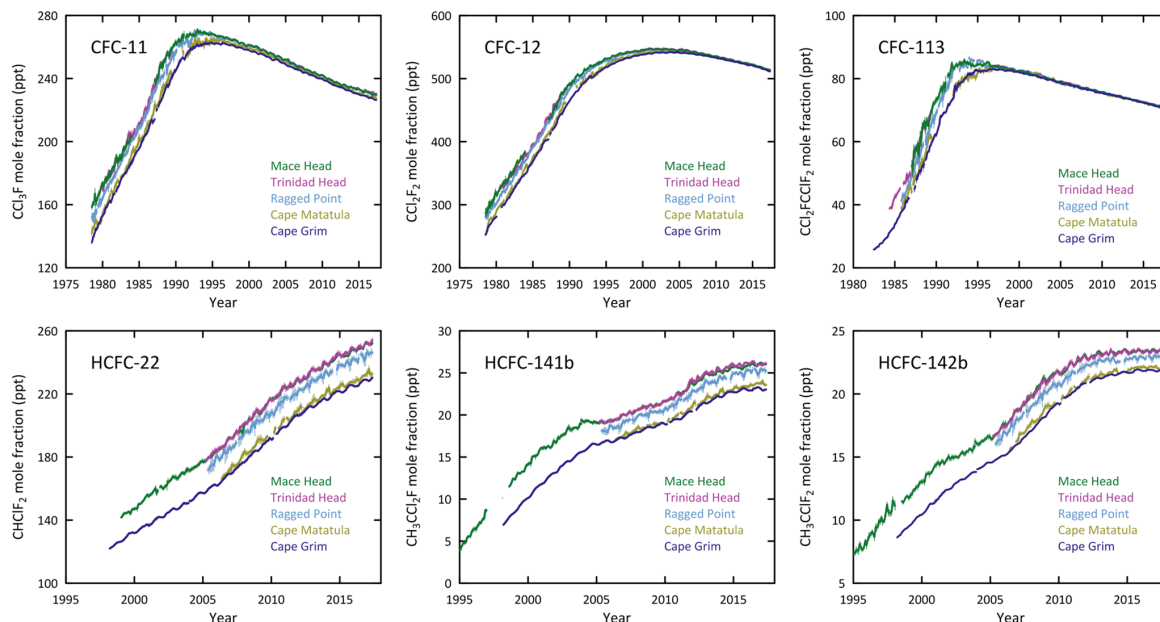 CFC-11
CCl₃F mole fraction (ppt)
280
240
200
160
120
Mace Head
Trinidad Head
Ragged Point
Cape Matatula
Cape Grim
1975 1980 1985 1990 1995 2000 2005 2010 2015
Year
CFC-12
CCl₂F₂ mole fraction (ppt)
600
500
400
300
200
Mace Head
Trinidad Head
Ragged Point
Cape Matatula
Cape Grim
1975 1980 1985 1990 1995 2000 2005 2010 2015
Year
CFC-113
CCl₂FCClF₂ mole fraction (ppt)
100
80
60
40
20
Mace Head
Trinidad Head
Ragged Point
Cape Matatula
Cape Grim
1980 1985 1990 1995 2000 2005 2010 2015
Year
HCFC-22
CHClF₂ mole fraction (ppt)
260
220
180
140
100
Mace Head
Trinidad Head
Ragged Point
Cape Matatula
Cape Grim
1995 2000 2005 2010 2015
Year
HCFC-141b
CH₃CCl₂F mole fraction (ppt)
30
25
20
15
10
5
0
Mace Head
Trinidad Head
Ragged Point
Cape Matatula
Cape Grim
1995 2000 2005 2010 2015
Year
HCFC-142b
CH₃CClF₂ mole fraction (ppt)
25
20
15
10
5
Mace Head
Trinidad Head
Ragged Point
Cape Matatula
Cape Grim
1995 2000 2005 2010 2015
Year